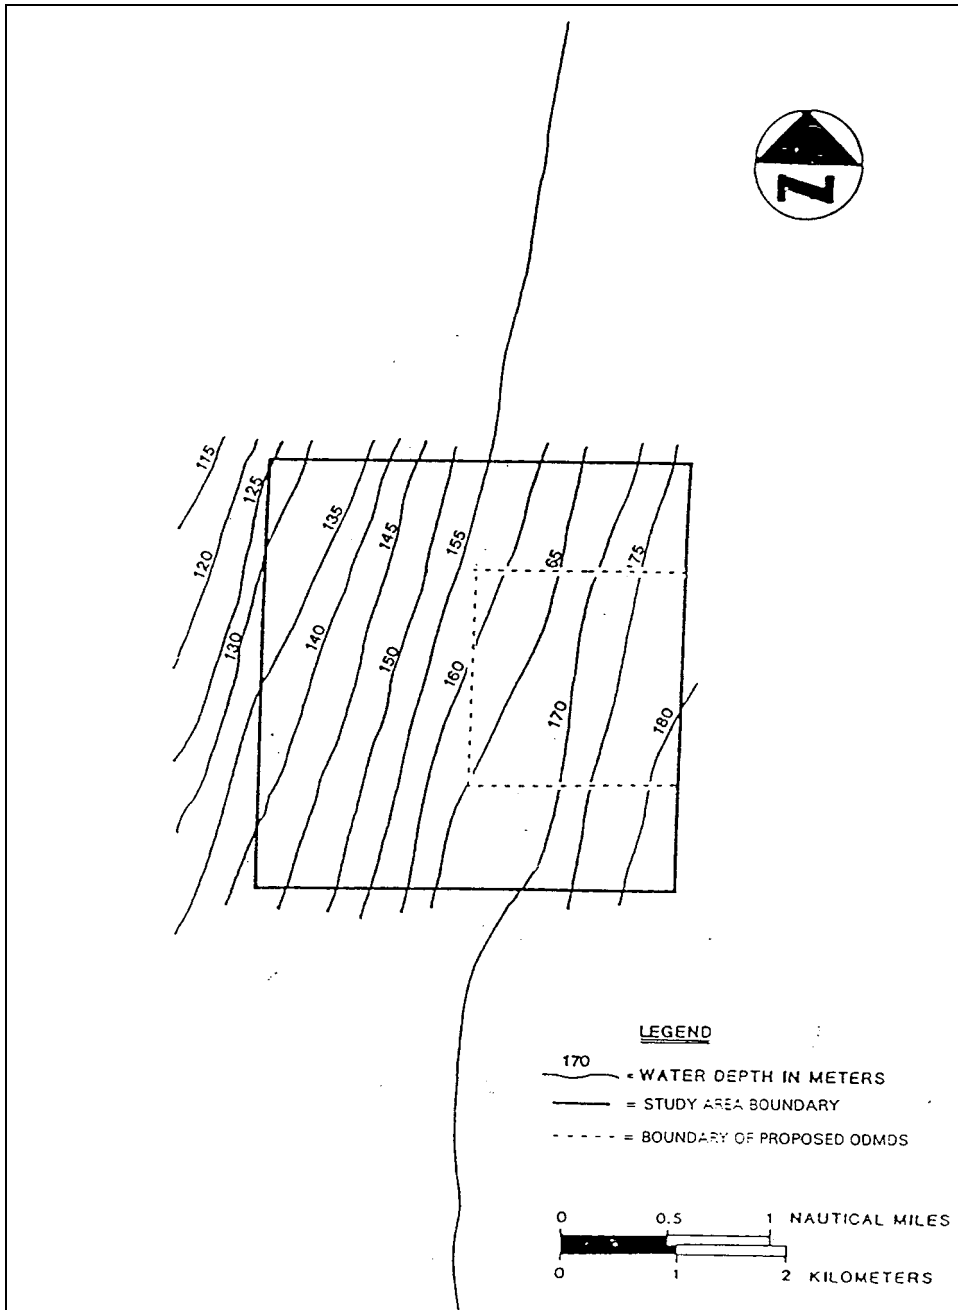 N
115
125
135
145
155
65
175
120
130
140
150
160
170
180
LEGEND
170
= WATER DEPTH IN METERS
= STUDY AREA BOUNDARY
= BOUNDARY OF PROPOSED ODMDS
0 0.5 1 NAUTICAL MILES
0 1 2 KILOMETERS